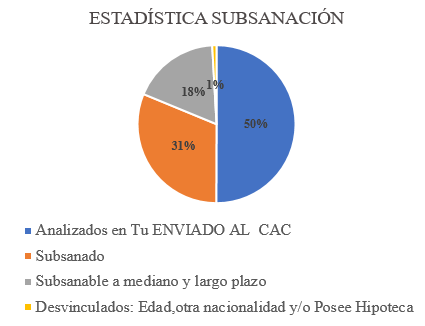 ESTADÍSTICA SUBSANACIÓN
1%
18%
50%
31%
Analizados en Tu ENVIADO AL CAC
Subsanado
Subsanable a mediano y largo plazo
Desvinculados: Edad,otra nacionalidad y/o Posee Hipoteca